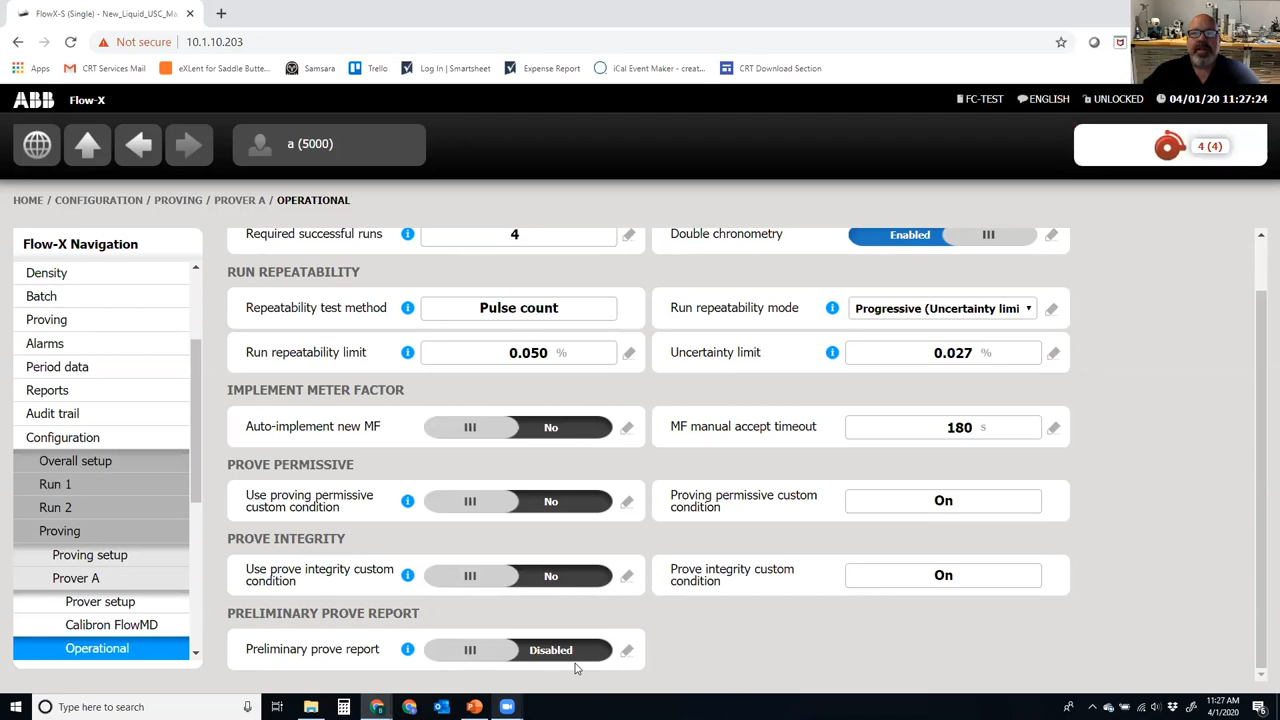 FlowX-S (Single) - New_Liquid_USC_Ma
Not secure 10.1.10.203
Apps CRT Services Mail eXLent for Saddle Butte... Samsara Trello Log In | Smartsheet Expense Report iCal Event Maker - creat... CRT Download Section
ABB Flow-X FC-TEST ENGLISH UNLOCKED 04/01/20 11:27:24
a (5000) 4 (4)
HOME / CONFIGURATION / PROVING / PROVER A / OPERATIONAL
Flow-X Navigation
Density
Batch
Proving
Alarms
Period data
Reports
Audit trail
Configuration
Overall setup
Run 1
Run 2
Proving
Proving setup
Prover A
Prover setup
Calibron FlowMD
Operational
Required successful runs 4 Double chronometry Enabled
RUN REPEATABILITY
Repeatability test method Pulse count Run repeatability mode Progressive (Uncertainty limi
Run repeatability limit 0.050 % Uncertainty limit 0.027 %
IMPLEMENT METER FACTOR
Auto-implement new MF No MF manual accept timeout 180 s
PROVE PERMISSIVE
Use proving permissive
custom condition No Proving permissive custom
condition On
PROVE INTEGRITY
Use prove integrity custom
condition No Prove integrity custom
condition On
PRELIMINARY PROVE REPORT
Preliminary prove report Disabled
Type here to search
11:27 AM
4/1/2020